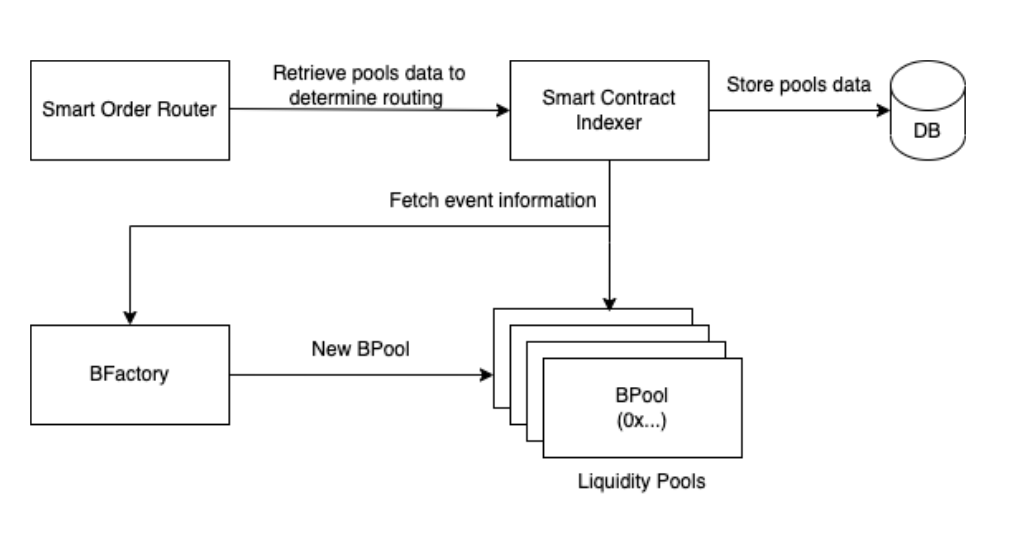 Retrieve pools data to
determine routing
Smart Order Router
Smart Contract
Indexer
Store pools data
DB
Fetch event information
BFactory
New BPool
BPool
(0x...)
Liquidity Pools